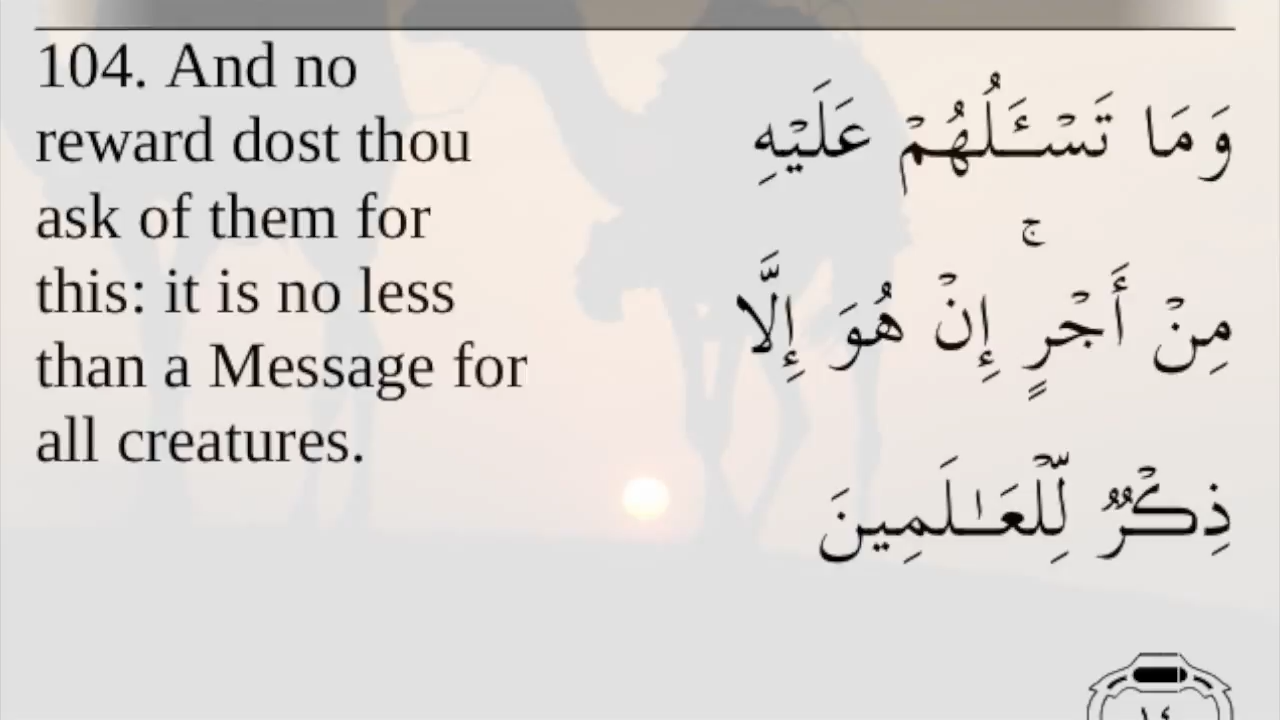 104. And no
reward dost thou
ask of them for
this: it is no less
than a Message for
all creatures.
وَمَا تَسْـَٔلُهُمْ عَلَيْهِ
مِنْ أَجْرٍ ۚ إِنْ هُوَ إِلَّا
ذِكْرٌ لِّلْعَـٰلَمِينَ